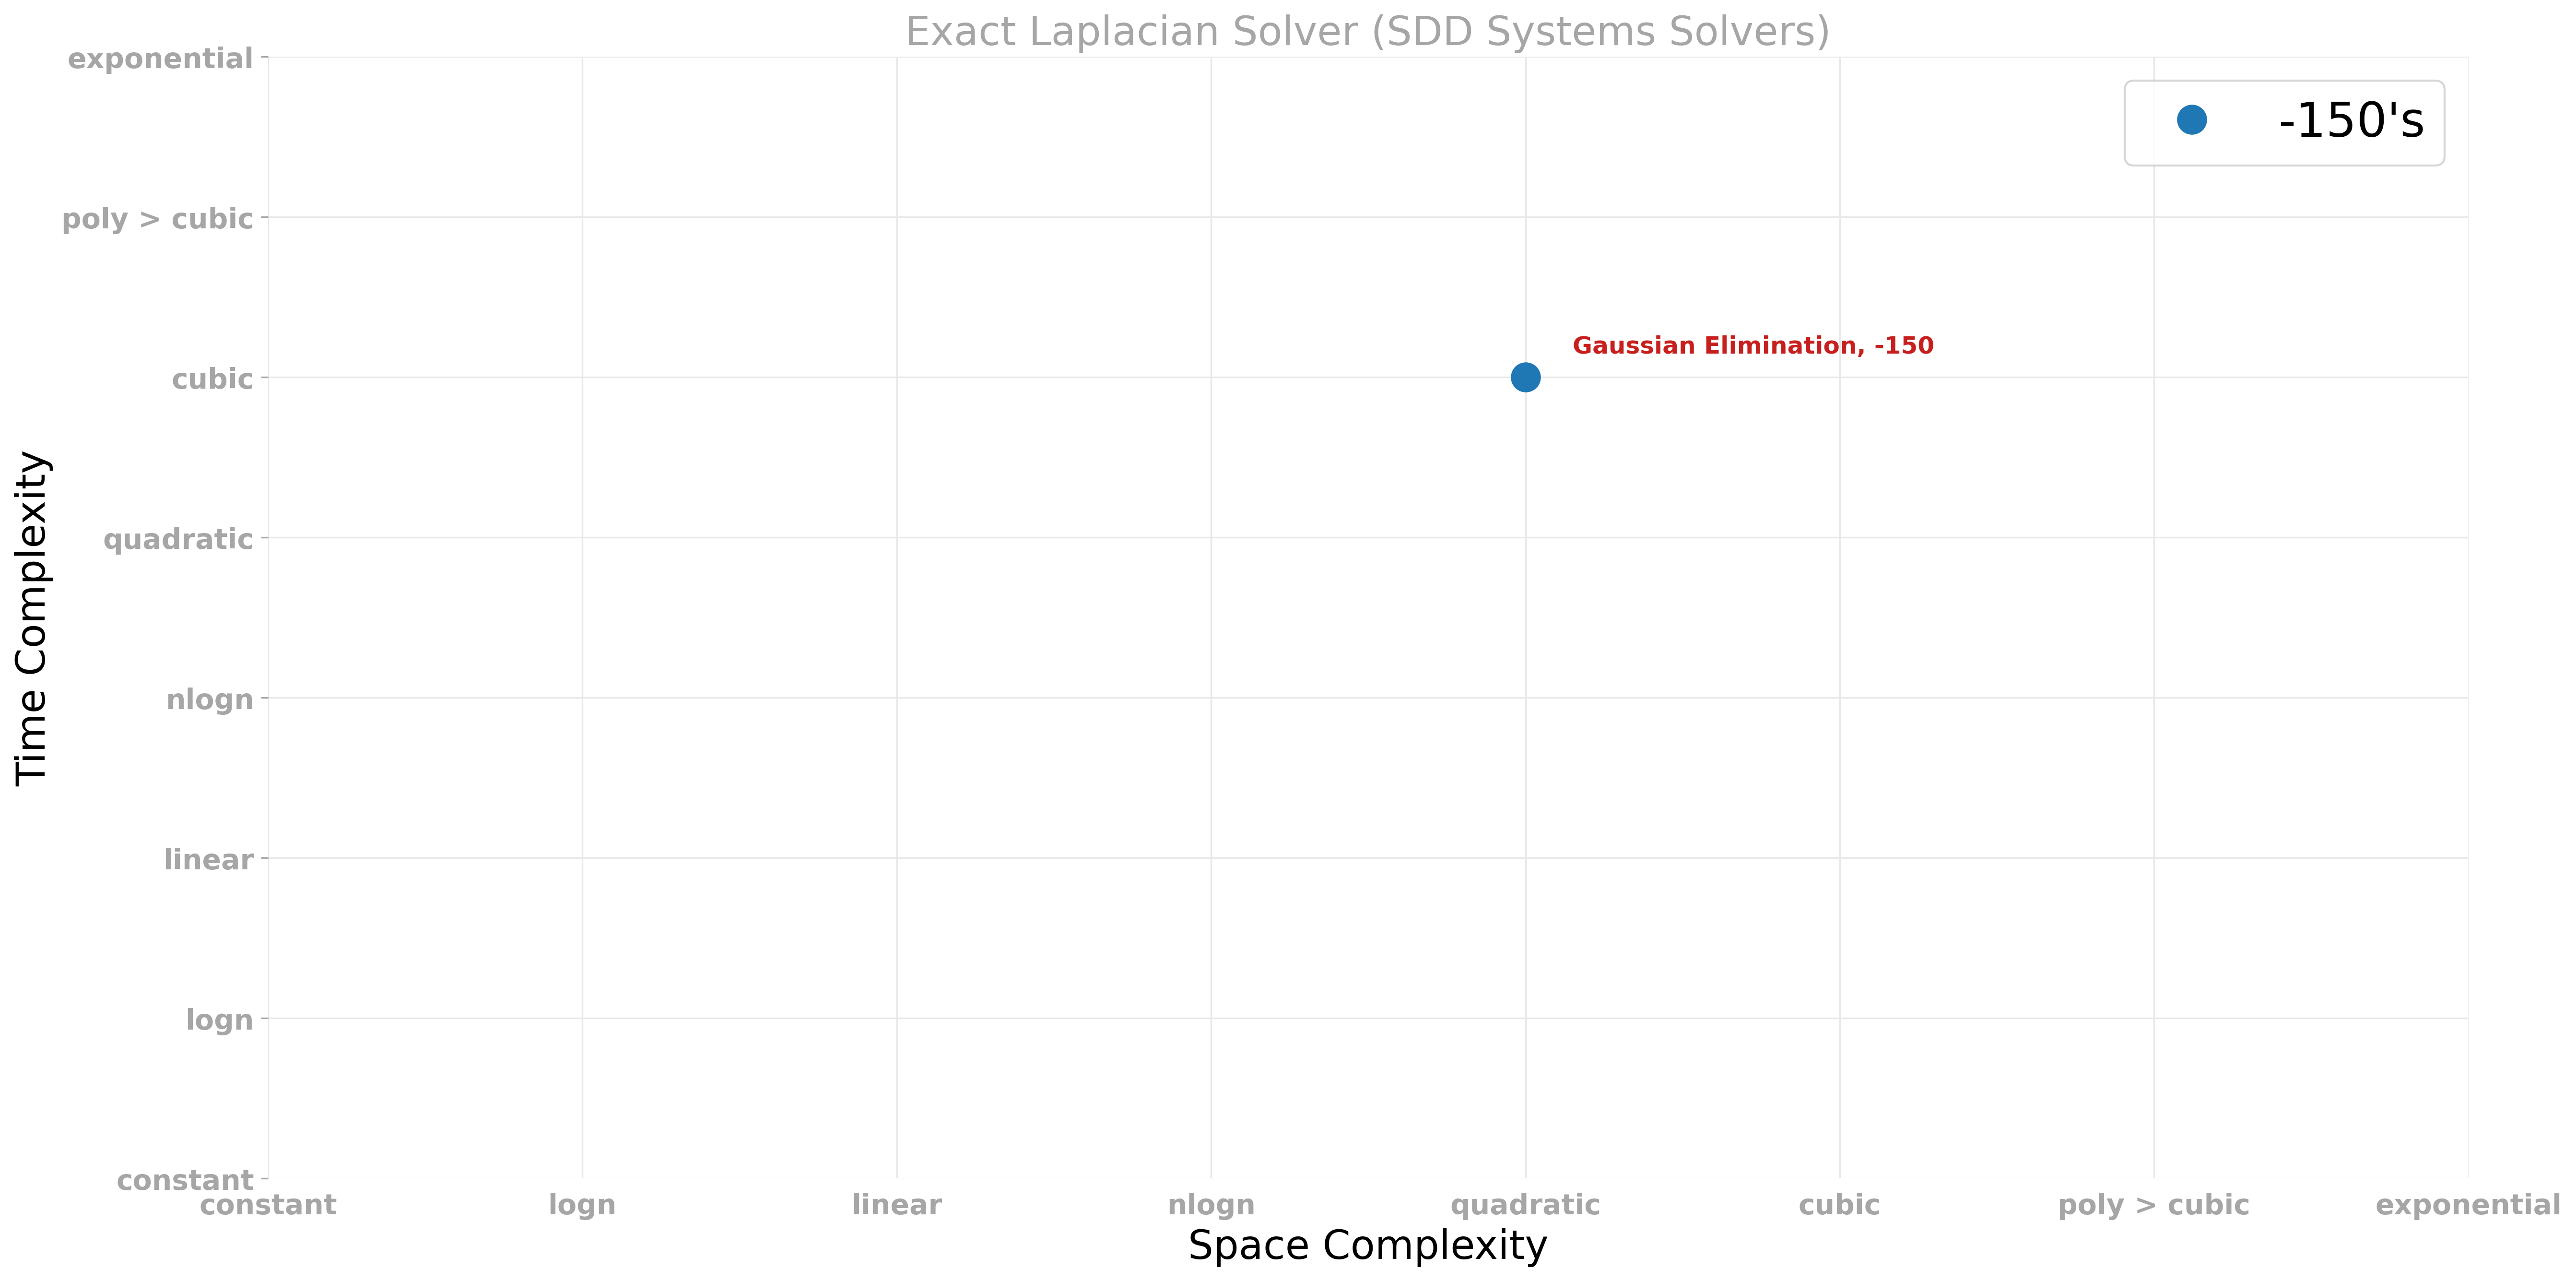 Exact Laplacian Solver (SDD Systems Solvers)
exponential
poly > cubic
cubic
quadratic
nlogn
linear
logn
constant
Time Complexity
-150's
Gaussian Elimination, -150
constant
logn
linear
nlogn
quadratic
cubic
poly > cubic
exponential
Space Complexity